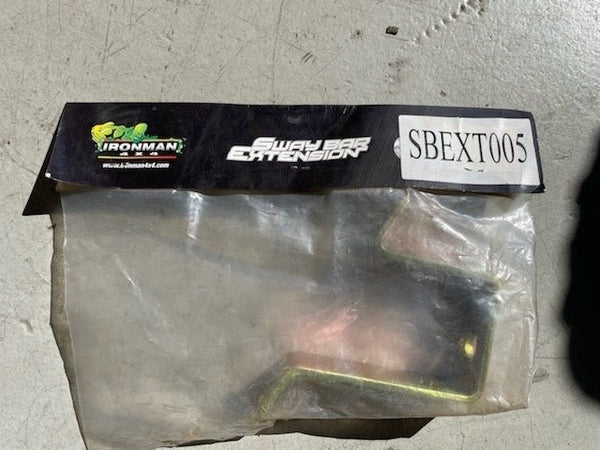 IRONMAN
4X4
www.ironman4x4.com
SWAY BAR
EXTENSION
SBEXT005